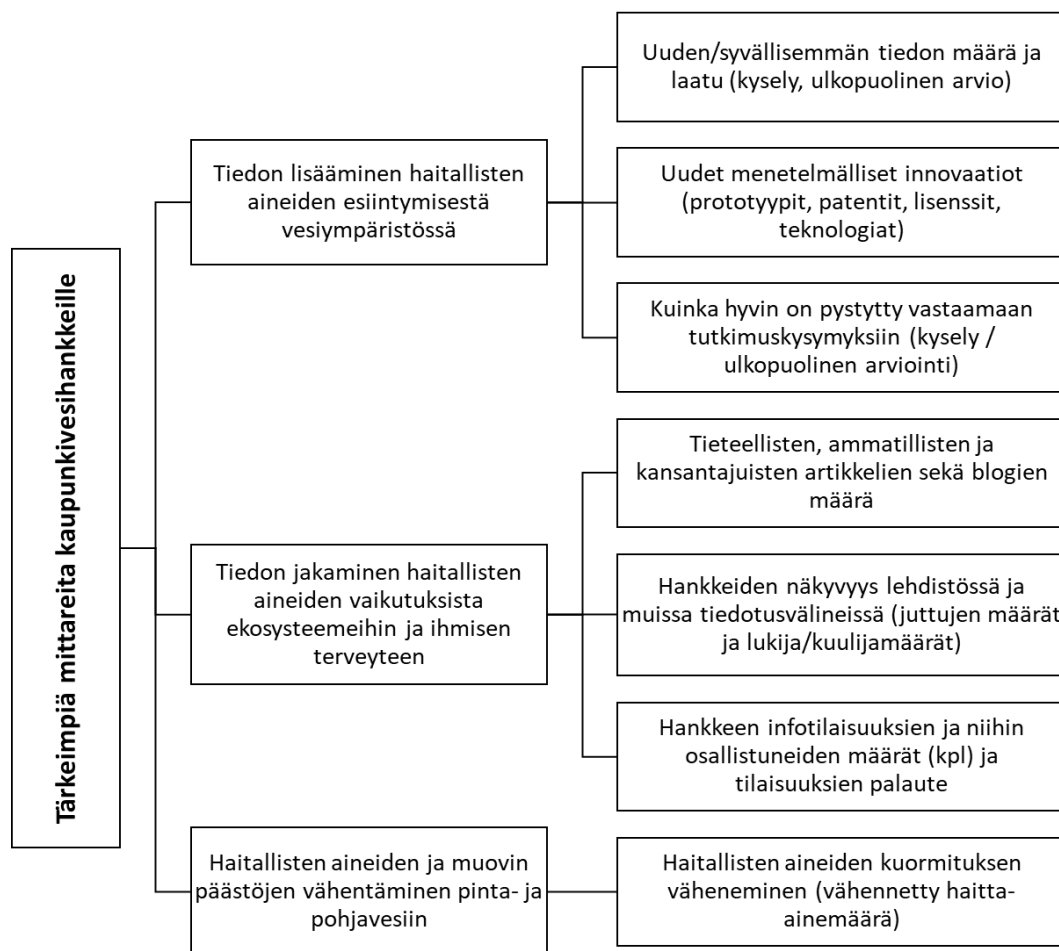 Tärkeimpiä mittareita kaupunkivesihankkeille
Tiedon lisääminen haitallisten
aineiden esiintymisestä
vesiympäristössä
Uuden/syvällisemmän tiedon määrä ja
laatu (kysely, ulkopuolinen arvio)
Uudet menetelmälliset innovaatiot
(prototyypit, patentit, lisenssit,
teknologiat)
Kuinka hyvin on pystytty vastaamaan
tutkimuskysymyksiin (kysely /
ulkopuolinen arviointi)
Tiedon jakaminen haitallisten
aineiden vaikutuksista
ekosysteemeihin ja ihmisen
terveyteen
Tieteellisten, ammatillisten ja
kansantajuisten artikkelien sekä blogien
määrä
Hankkeiden näkyvyys lehdistössä ja
muissa tiedotusvälineissä (juttujen määrät
ja lukija/kuulijamäärät)
Hankkeen infotilaisuuksien ja niihin
osallistuneiden määrät (kpl) ja
tilaisuuksien palaute
Haitallisten aineiden ja muovin
päästöjen vähentäminen pinta- ja
pohjavesiin
Haitallisten aineiden kuormituksen
väheneminen (vähennetty haitta-
ainemäärä)